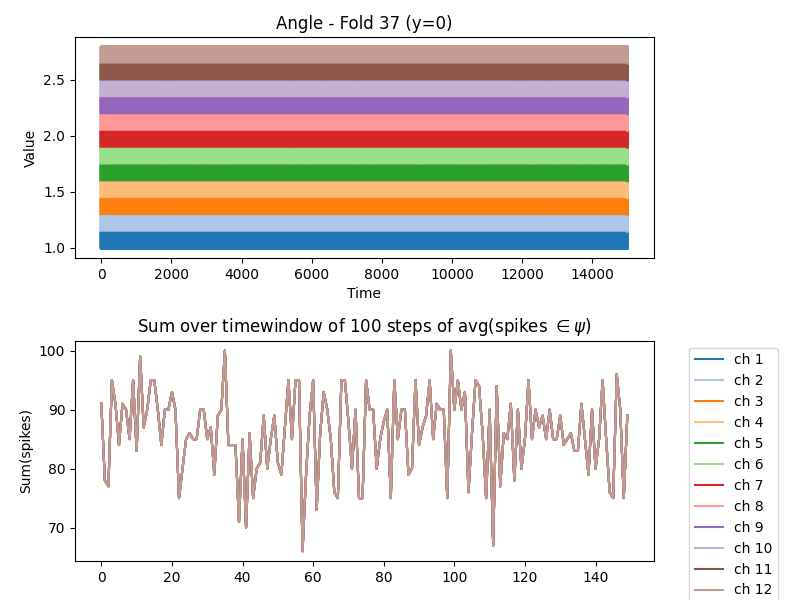 Angle - Fold 37 (y=0)
Value
2.5
2.0
1.5
1.0
0 2000 4000 6000 8000 10000 12000 14000
Time
Sum over timewindow of 100 steps of avg(spikes ∈ψ)
Sum(spikes)
100
90
80
70
0 20 40 60 80 100 120 140
ch 1
ch 2
ch 3
ch 4
ch 5
ch 6
ch 7
ch 8
ch 9
ch 10
ch 11
ch 12